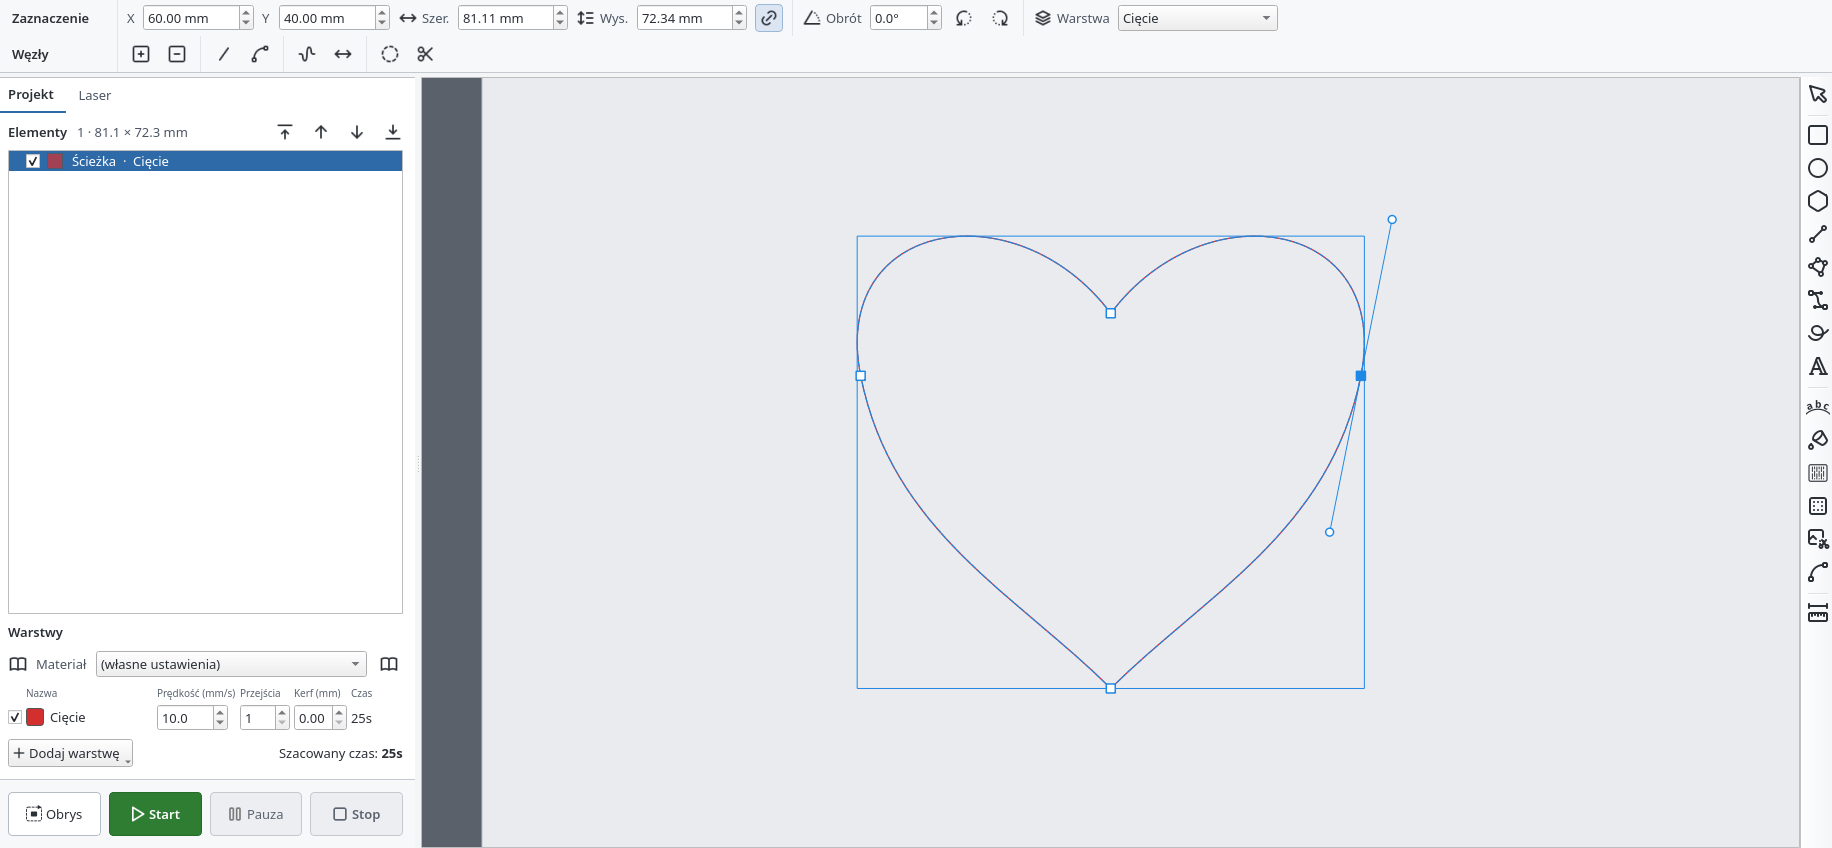 Zaznaczenie X 60.00 mm Y 40.00 mm Szer. 81.11 mm Wys. 72.34 mm Obrót 0.0° Warstwa Cięcie
Węzły
Projekt Laser
Elementy 1 · 81.1 × 72.3 mm
Ścieżka · Cięcie
Warstwy
Materiał (własne ustawienia)
Nazwa Prędkość (mm/s) Przejścia Kerf (mm) Czas
Cięcie 10.0 1 0.00 25s
Dodaj warstwę Szacowany czas: 25s
Obrys Start Pauza Stop
A
abc